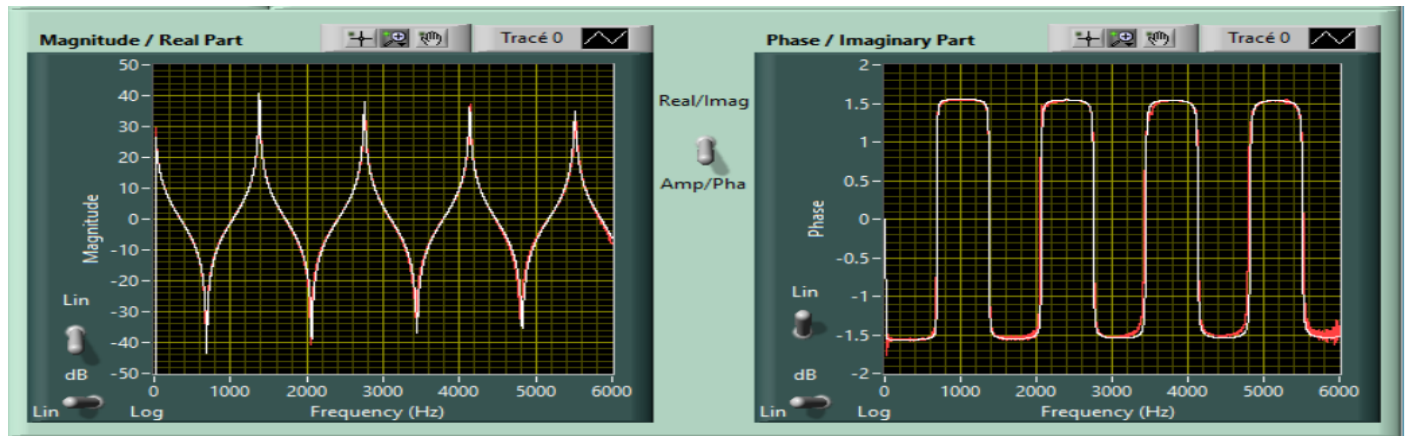 Magnitude / Real Part
Tracé 0
50
40
30
20
10
0
-10
-20
-30
-40
-50
Magnitude
Lin
dB
0 1000 2000 3000 4000 5000 6000
Lin Log Frequency (Hz)
Real/Imag
Amp/Pha
Phase / Imaginary Part
Tracé 0
2
1.5
1
0.5
0
-0.5
-1
-1.5
-2
Phase
Lin
dB
0 1000 2000 3000 4000 5000 6000
Lin Log Frequency (Hz)